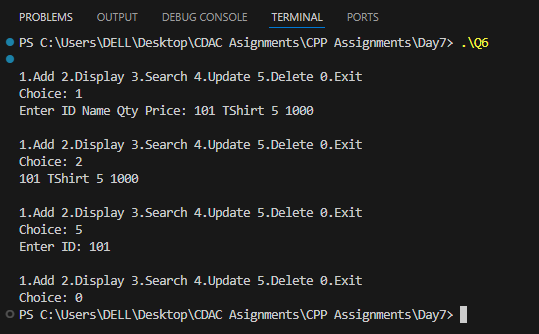 PROBLEMS OUTPUT DEBUG CONSOLE TERMINAL PORTS
PS C:\Users\DELL\Desktop\CDAC Asignments\CPP Assignments\Day7> .\Q6
1.Add 2.Display 3.Search 4.Update 5.Delete 0.Exit
Choice: 1
Enter ID Name Qty Price: 101 TShirt 5 1000
1.Add 2.Display 3.Search 4.Update 5.Delete 0.Exit
Choice: 2
101 TShirt 5 1000
1.Add 2.Display 3.Search 4.Update 5.Delete 0.Exit
Choice: 5
Enter ID: 101
1.Add 2.Display 3.Search 4.Update 5.Delete 0.Exit
Choice: 0
PS C:\Users\DELL\Desktop\CDAC Asignments\CPP Assignments\Day7>